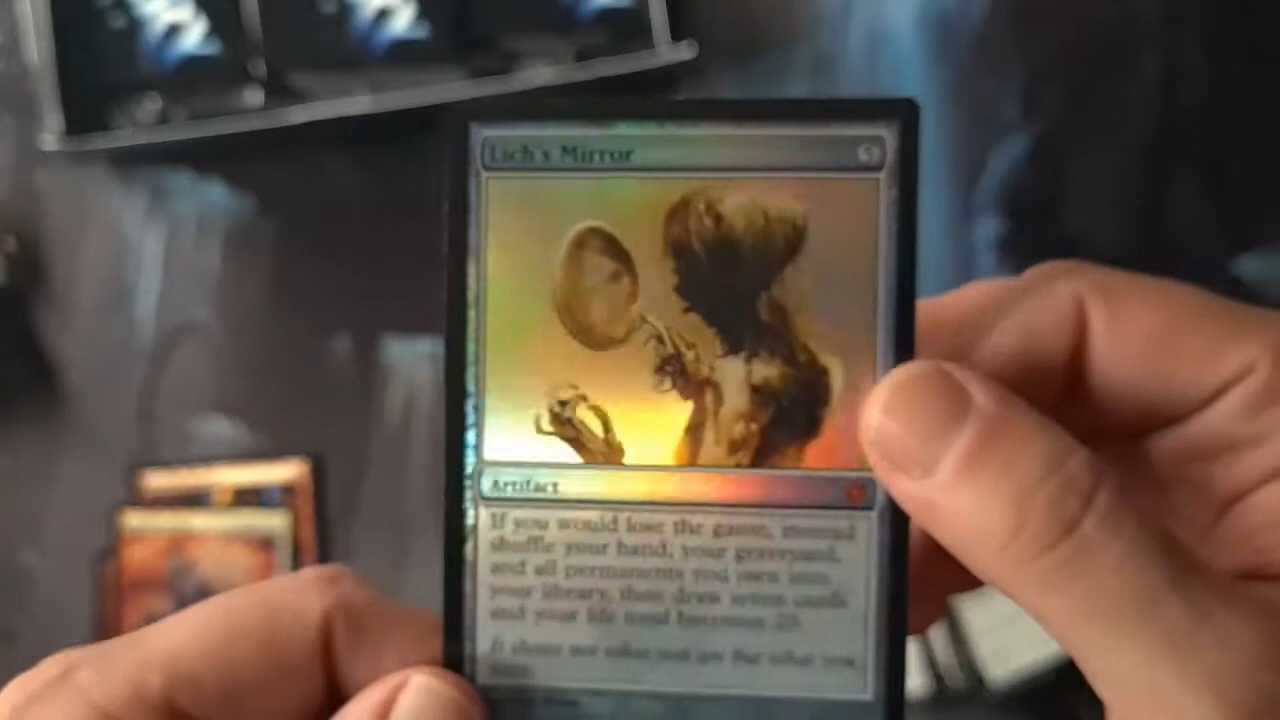 Lich's Mirror
5
Artifact
If you would lose the game, instead
shuffle your hand, your graveyard,
and all permanents you own into
your library, then draw seven cards
and your life total becomes 20.